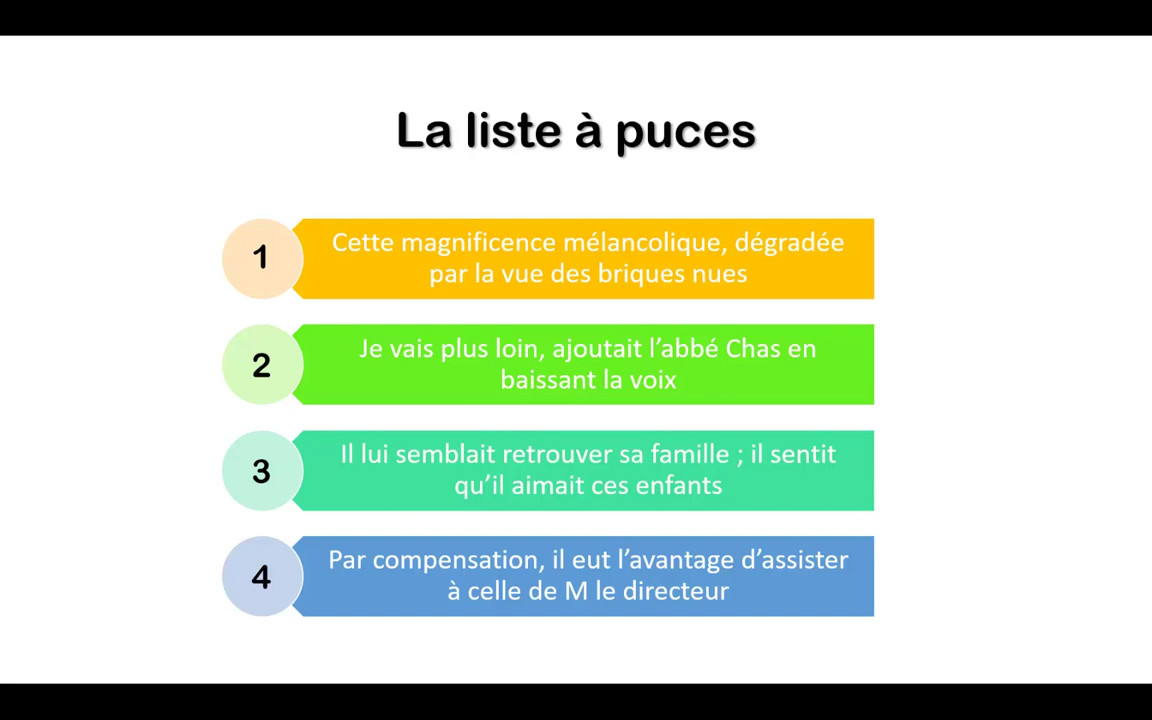 La liste à puces
1
Cette magnificence mélancolique, dégradée
par la vue des briques nues
2
Je vais plus loin, ajoutait l’abbé Chas en
baissant la voix
3
Il lui semblait retrouver sa famille ; il sentit
qu’il aimait ces enfants
4
Par compensation, il eut l’avantage d’assister
à celle de M le directeur